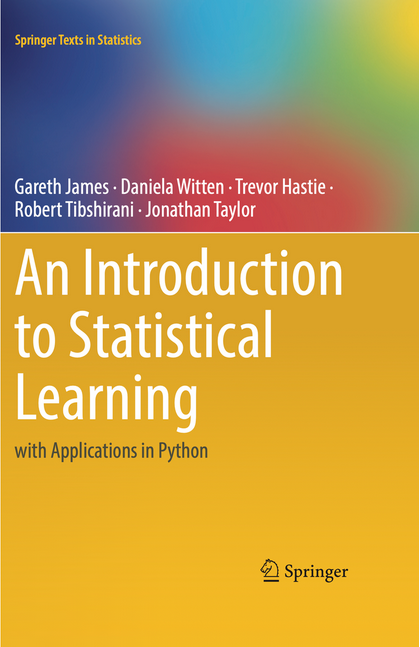 Springer Texts in Statistics
Gareth James · Daniela Witten · Trevor Hastie ·
Robert Tibshirani · Jonathan Taylor
An Introduction
to Statistical
Learning
with Applications in Python
Springer